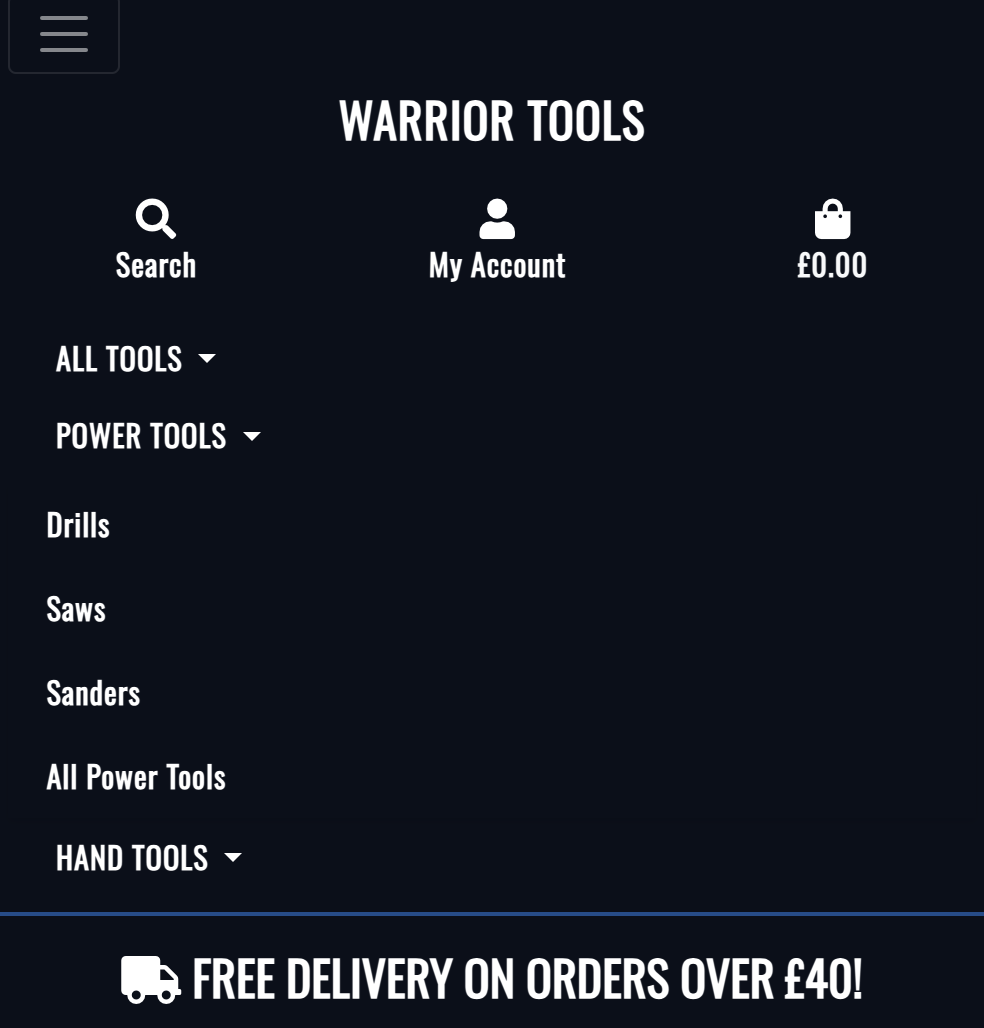 WARRIOR TOOLS
Search
My Account
£0.00
ALL TOOLS
POWER TOOLS
Drills
Saws
Sanders
All Power Tools
HAND TOOLS
FREE DELIVERY ON ORDERS OVER £40!